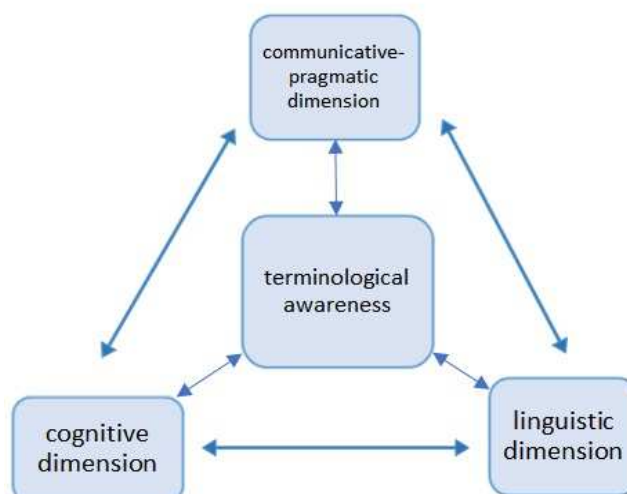 communicative-
pragmatic
dimension
terminological
awareness
cognitive
dimension
linguistic
dimension